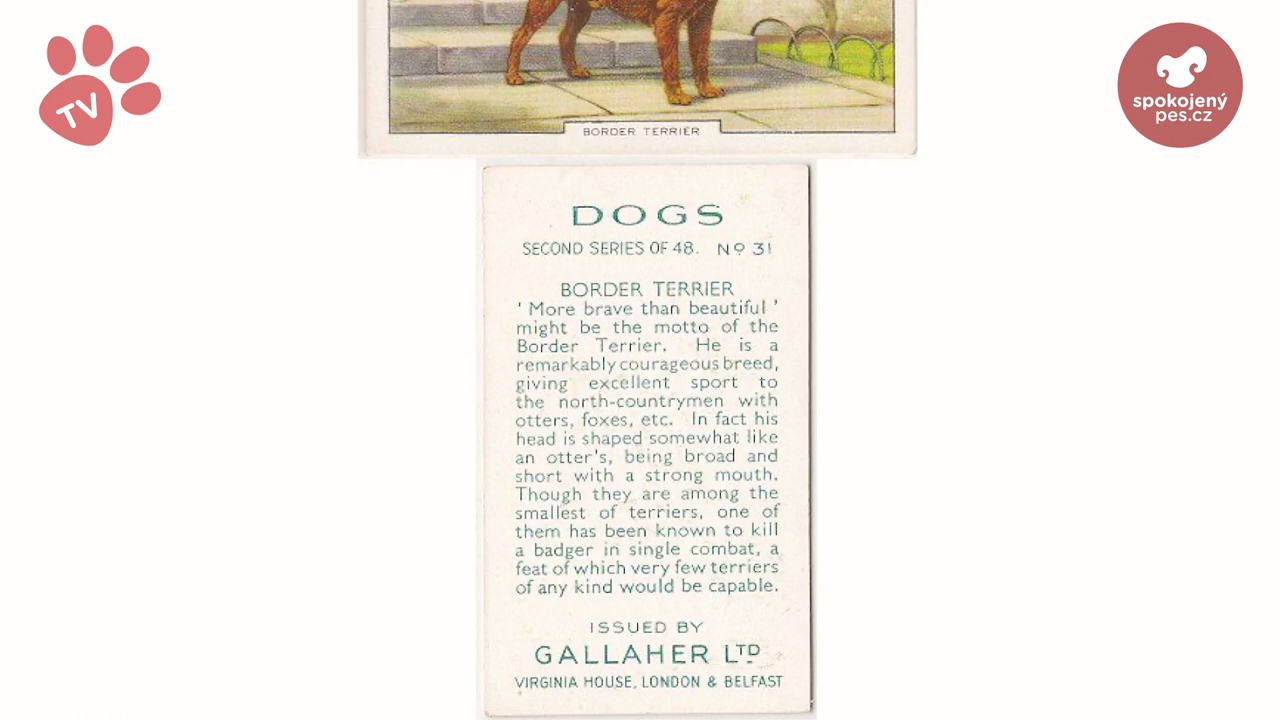 TV
spokojený
pes.cz
BORDER TERRIER
DOGS
SECOND SERIES OF 48. Nº 31
BORDER TERRIER
' More brave than beautiful '
might be the motto of the
Border Terrier. He is a
remarkably courageous breed,
giving excellent sport to
the north-countrymen with
otters, foxes, etc. In fact his
head is shaped somewhat like
an otter's, being broad and
short with a strong mouth.
Though they are among the
smallest of terriers, one of
them has been known to kill
a badger in single combat, a
feat of which very few terriers
of any kind would be capable.
ISSUED BY
GALLAHER LTD
VIRGINIA HOUSE, LONDON & BELFAST